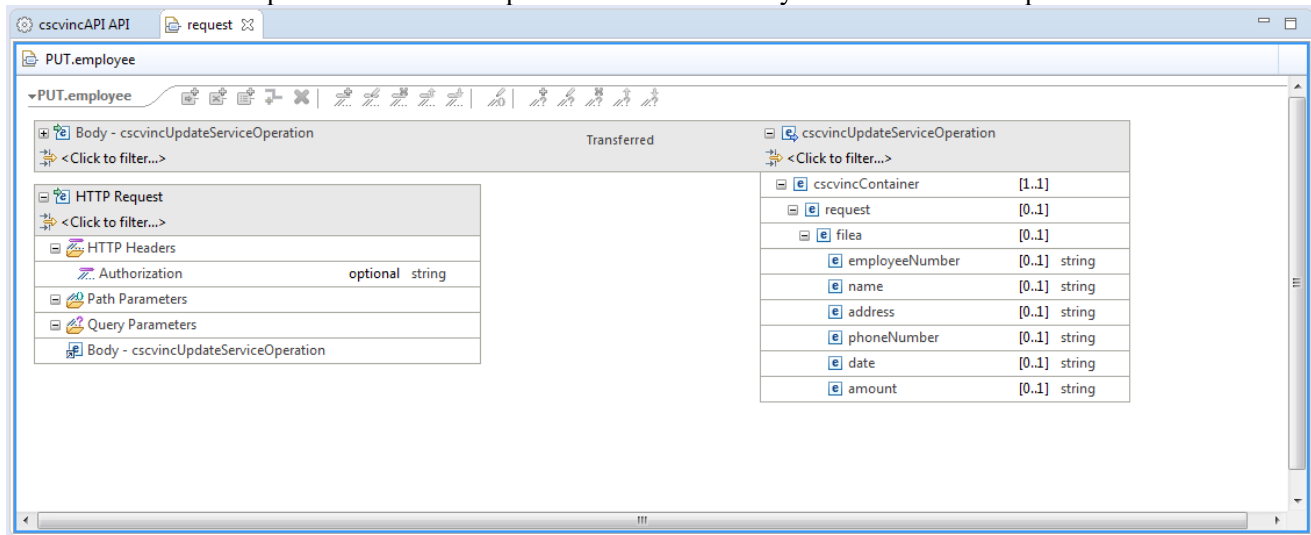 cscvincAPI API request
PUT.employee
PUT.employee
Body - cscvincUpdateServiceOperation
<Click to filter...>
Transferred
cscvincUpdateServiceOperation
<Click to filter...>
HTTP Request
<Click to filter...>
HTTP Headers
Authorization optional string
Path Parameters
Query Parameters
Body - cscvincUpdateServiceOperation
cscvincContainer [1..1]
request [0..1]
filea [0..1]
employeeNumber [0..1] string
name [0..1] string
address [0..1] string
phoneNumber [0..1] string
date [0..1] string
amount [0..1] string